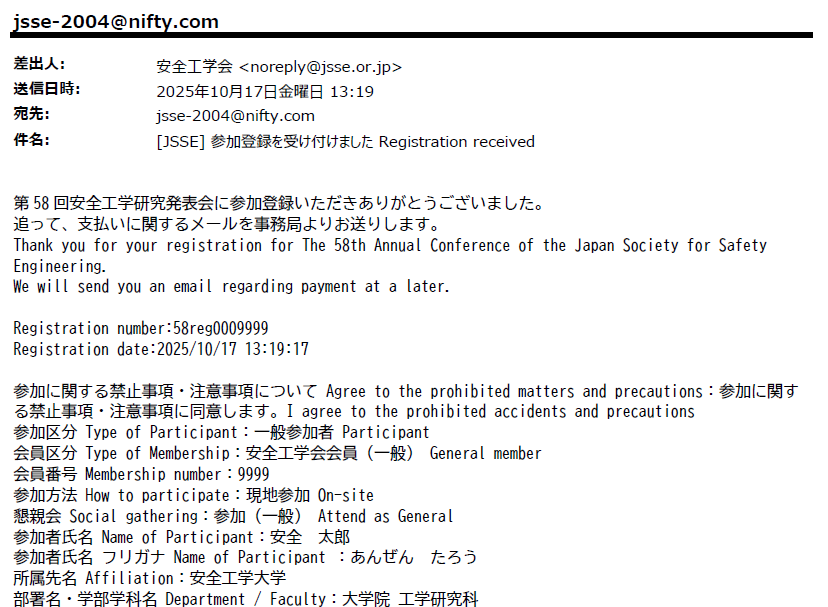 jsse-2004@nifty.com
差出人: 安全工学会 <noreply@jsse.or.jp>
送信日時: 2025年10月17日金曜日 13:19
宛先: jsse-2004@nifty.com
件名: [JSSE] 参加登録を受け付けました Registration received
第 58 回安全工学研究発表会に参加登録いただきありがとうございました。
追って、支払いに関するメールを事務局よりお送りします。
Thank you for your registration for The 58th Annual Conference of the Japan Society for Safety
Engineering.
We will send you an email regarding payment at a later.
Registration number:58reg0009999
Registration date:2025/10/17 13:19:17
参加に関する禁止事項・注意事項について Agree to the prohibited matters and precautions：参加に関す
る禁止事項・注意事項に同意します。I agree to the prohibited accidents and precautions
参加区分 Type of Participant：一般参加者 Participant
会員区分 Type of Membership：安全工学会会員（一般） General member
会員番号 Membership number：9999
参加方法 How to participate：現地参加 On-site
懇親会 Social gathering：参加（一般） Attend as General
参加者氏名 Name of Participant：安全　太郎
参加者氏名 フリガナ Name of Participant ：あんぜん　たろう
所属先名 Affiliation：安全工学大学
部署名・学部学科名 Department / Faculty：大学院 工学研究科